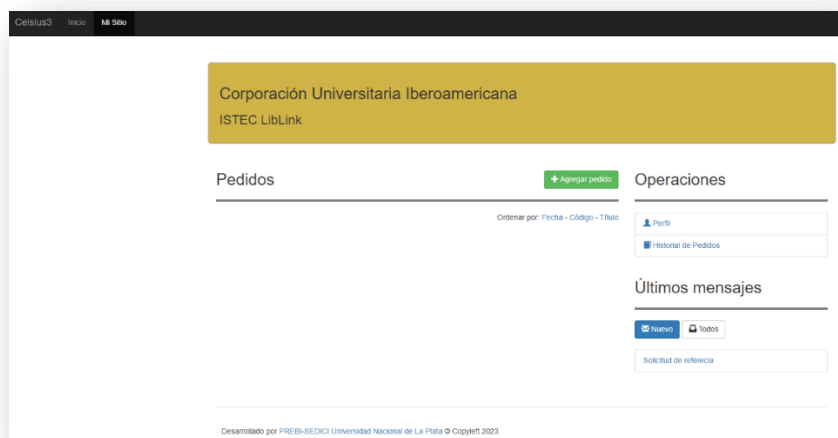 Celsius3 Inicio Mi Sitio
Corporación Universitaria Iberoamericana
ISTEC LibLink
Pedidos
Agregar pedido
Ordenar por: Fecha - Código - Título
Operaciones
Perfil
Historial de Pedidos
Últimos mensajes
Nuevo Todos
Solicitud de referecia
Desarrollado por PREBI-SEDICI Universidad Nacional de La Plata @ Copyleft 2023